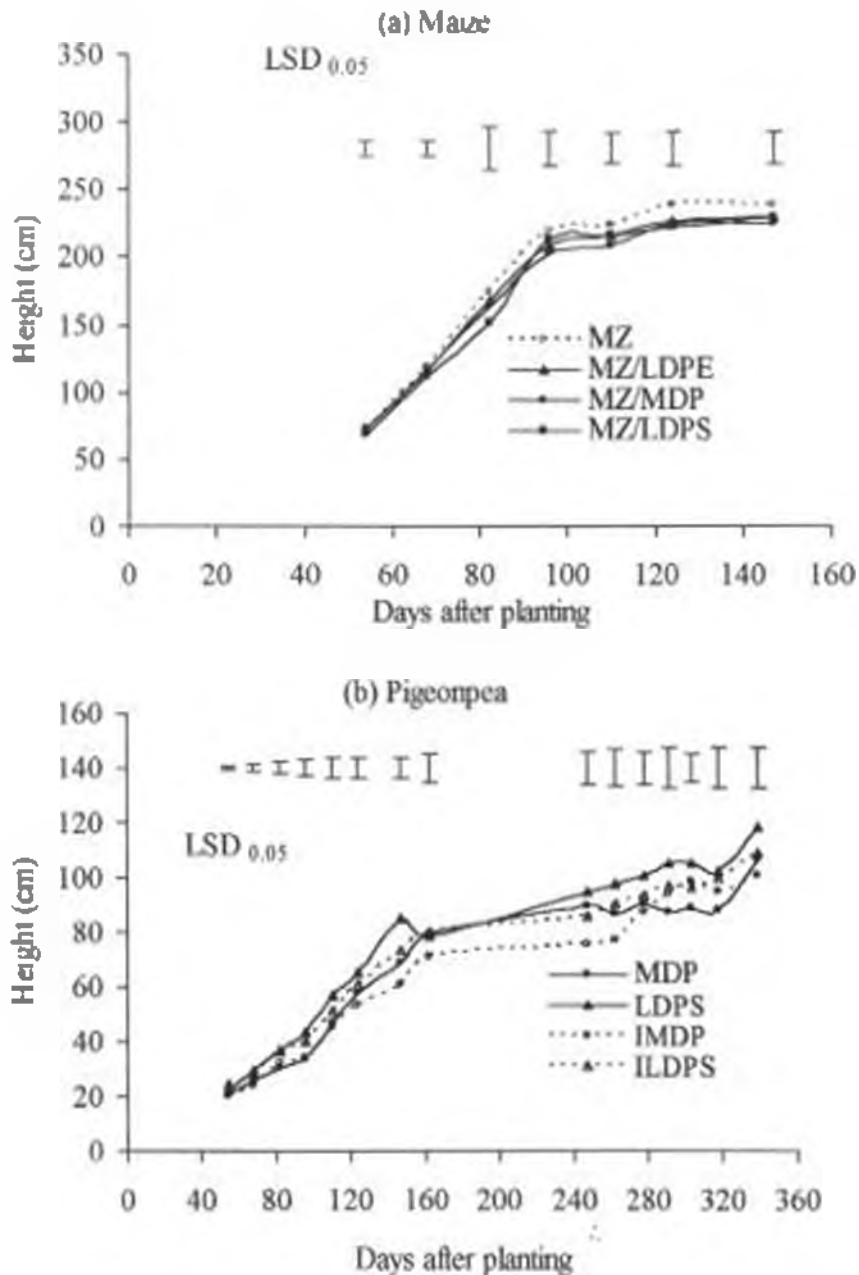 (a) Maize
LSD 0.05
350
300
250
200
150
100
50
0
Height (cm)
MZ
MZ/LDPE
MZ/MDP
MZ/LDPS
0 20 40 60 80 100 120 140 160
Days after planting
(b) Pigeonpea
160
140
120
100
80
60
40
20
0
LSD 0.05
Height (cm)
MDP
LDPS
IMDP
ILDPS
0 40 80 120 160 200 240 280 320 360
Days after planting